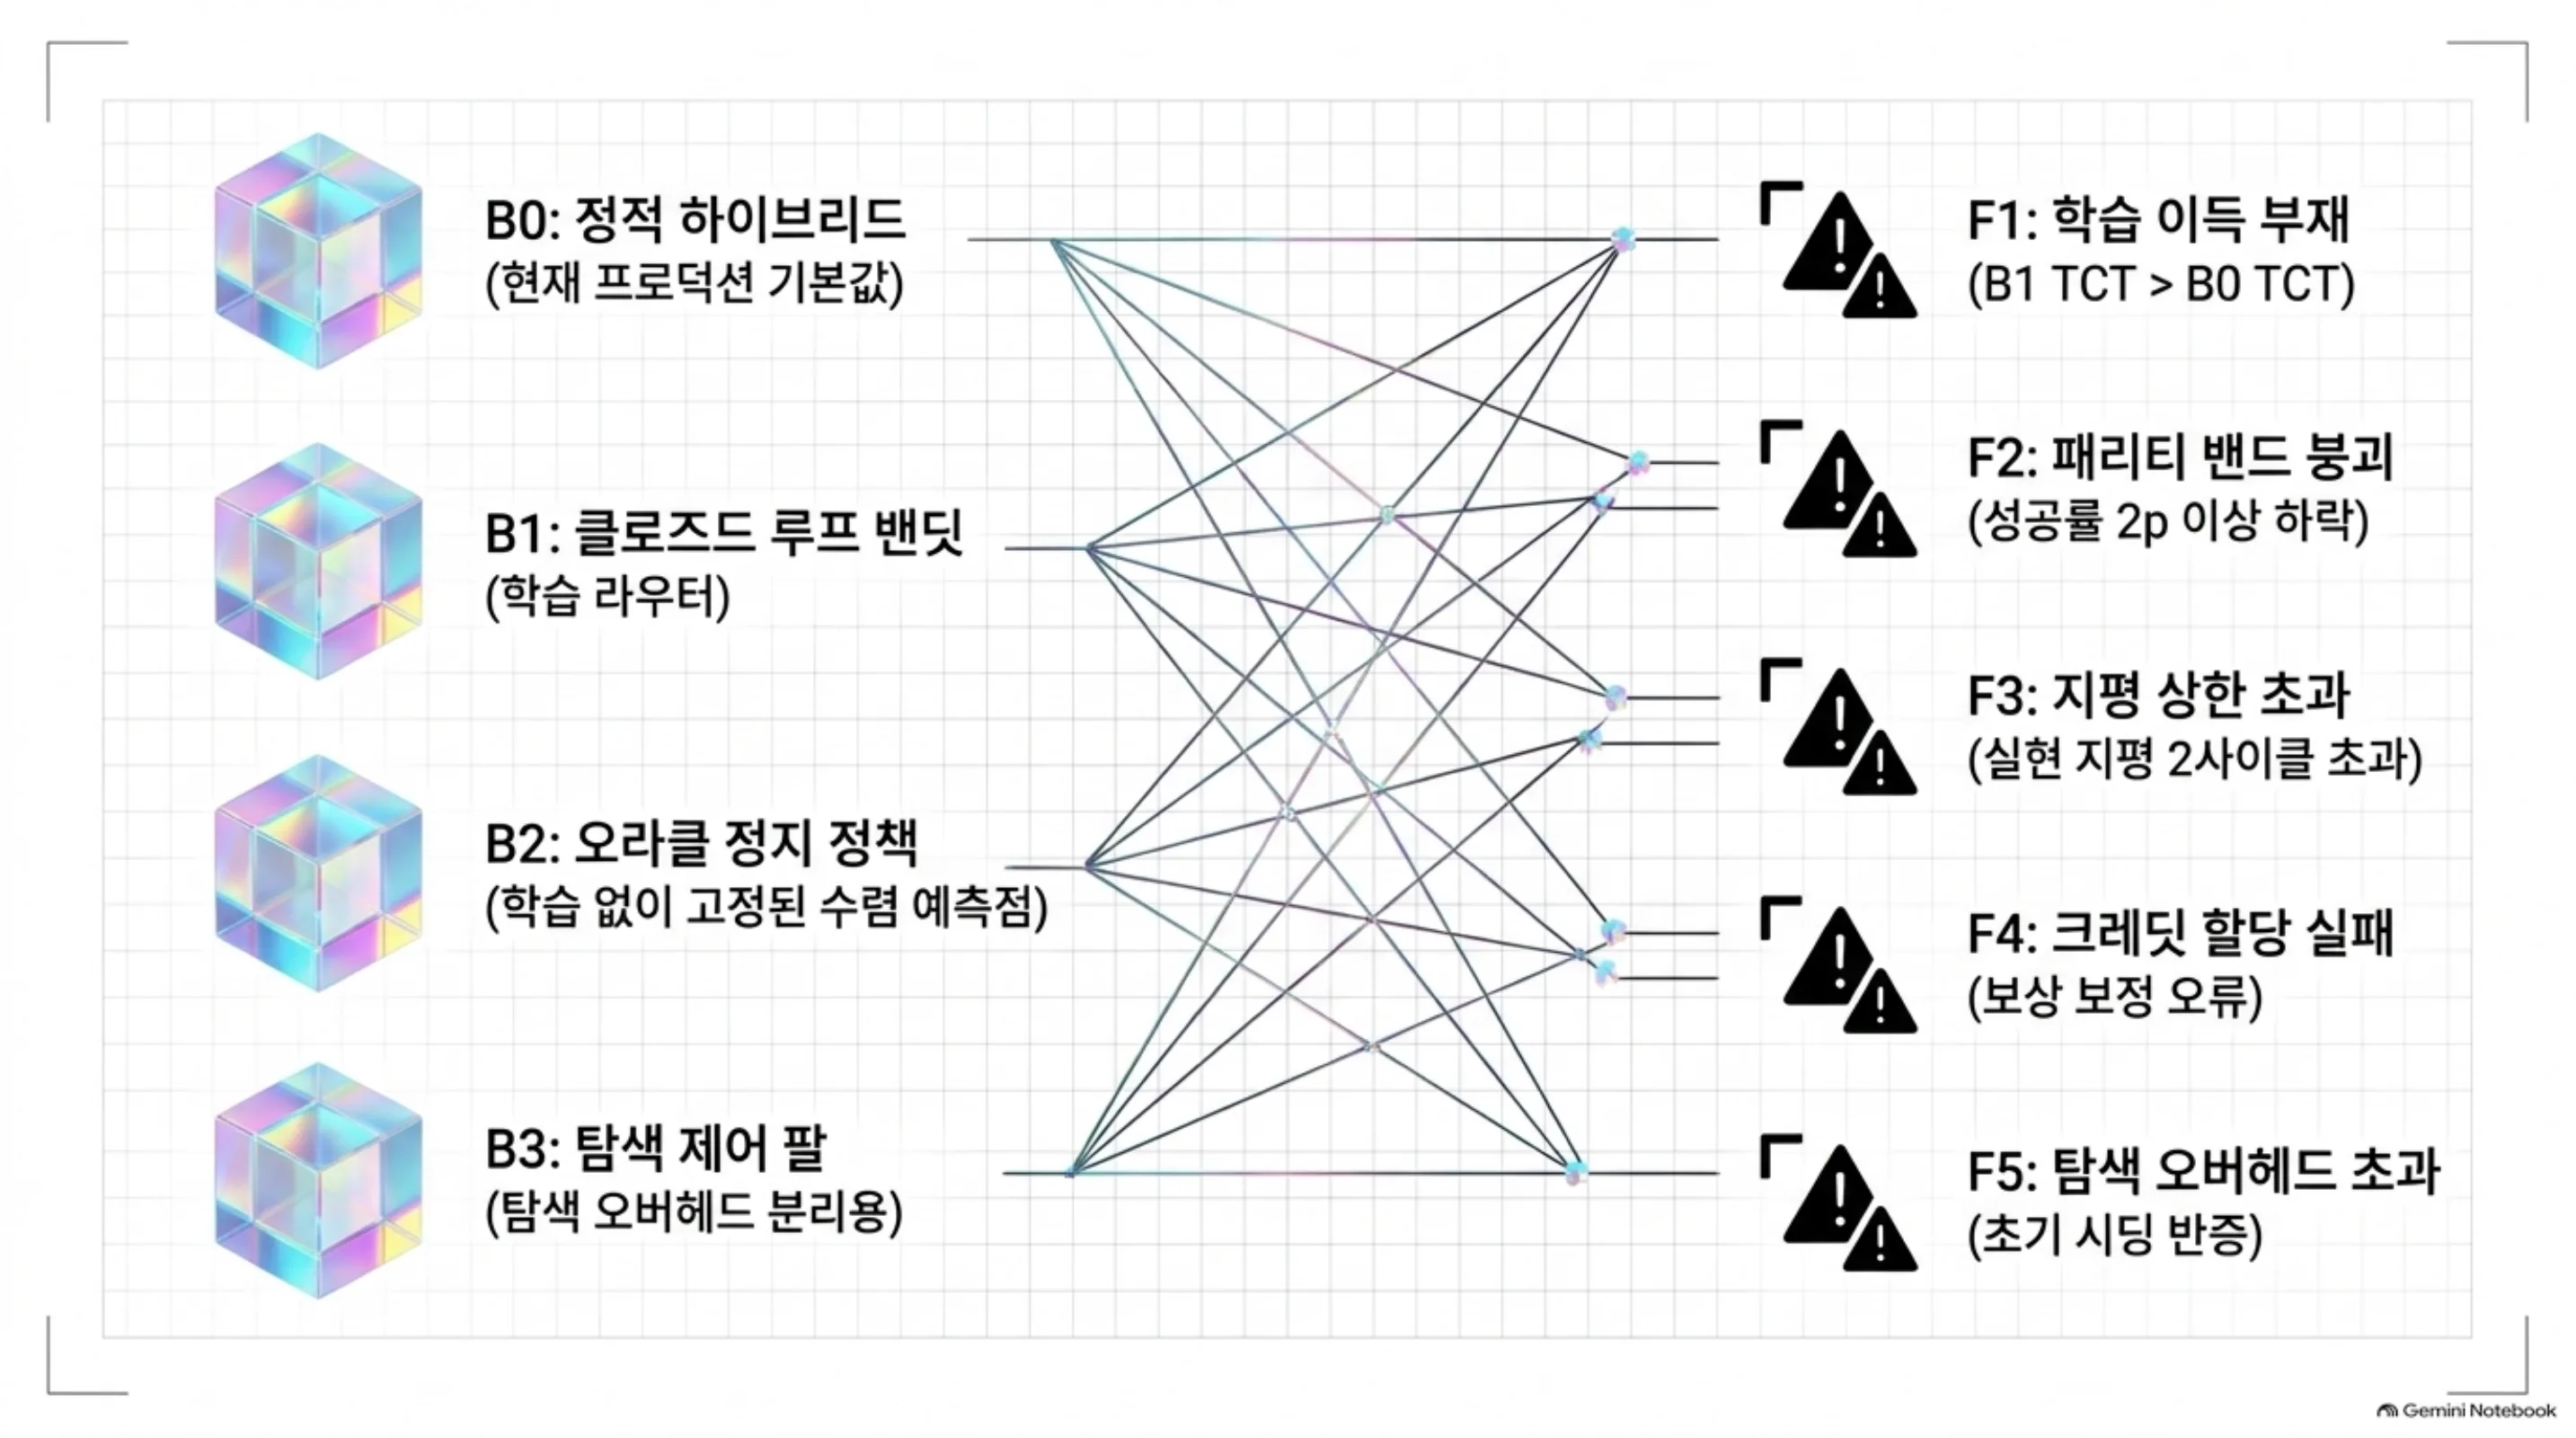 B0: 정적 하이브리드
(현재 프로덕션 기본값)
B1: 클로즈드 루프 밴딧
(학습 라우터)
B2: 오라클 정지 정책
(학습 없이 고정된 수렴 예측점)
B3: 탐색 제어 팔
(탐색 오버헤드 분리용)
F1: 학습 이득 부재
(B1 TCT > B0 TCT)
F2: 패리티 밴드 붕괴
(성공률 2p 이상 하락)
F3: 지평 상한 초과
(실현 지평 2사이클 초과)
F4: 크레딧 할당 실패
(보상 보정 오류)
F5: 탐색 오버헤드 초과
(초기 시딩 반증)
Gemini Notebook